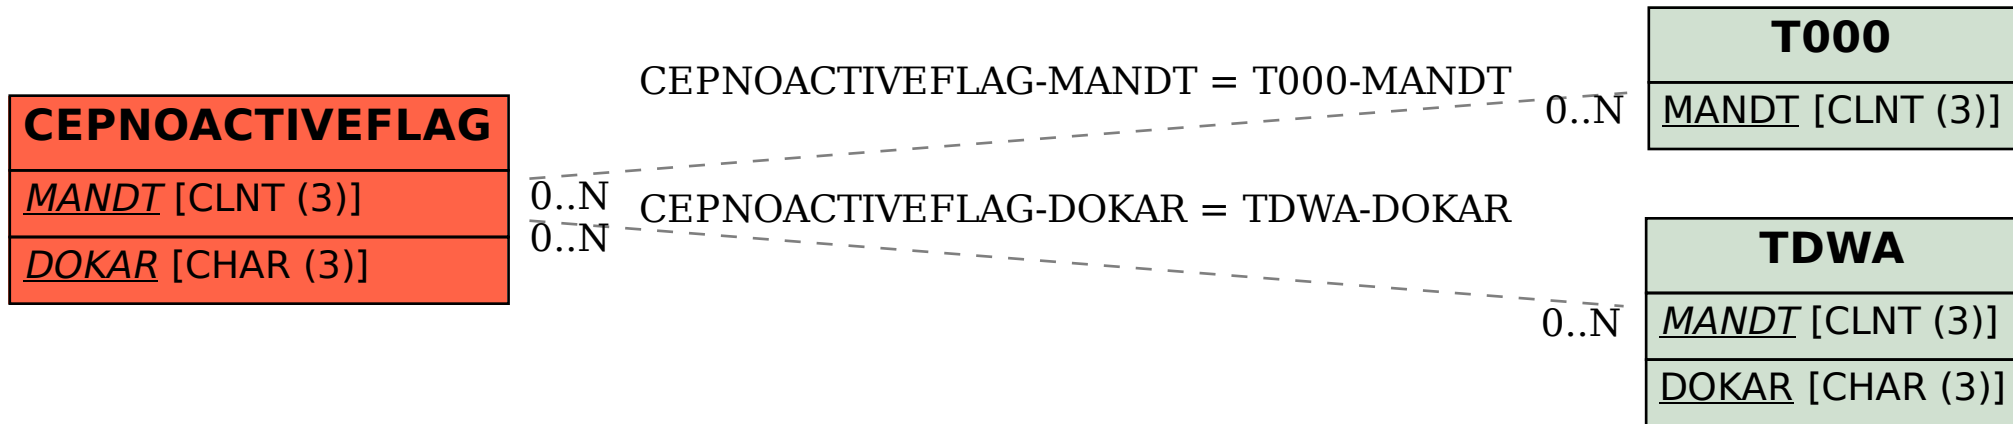 CEPNOACTIVEFLAG
MANDT [CLNT (3)]
DOKAR [CHAR (3)]
CEPNOACTIVEFLAG-MANDT = T000-MANDT
0..N
0..N
CEPNOACTIVEFLAG-DOKAR = TDWA-DOKAR
0..N
0..N
T000
MANDT [CLNT (3)]
TDWA
MANDT [CLNT (3)]
DOKAR [CHAR (3)]